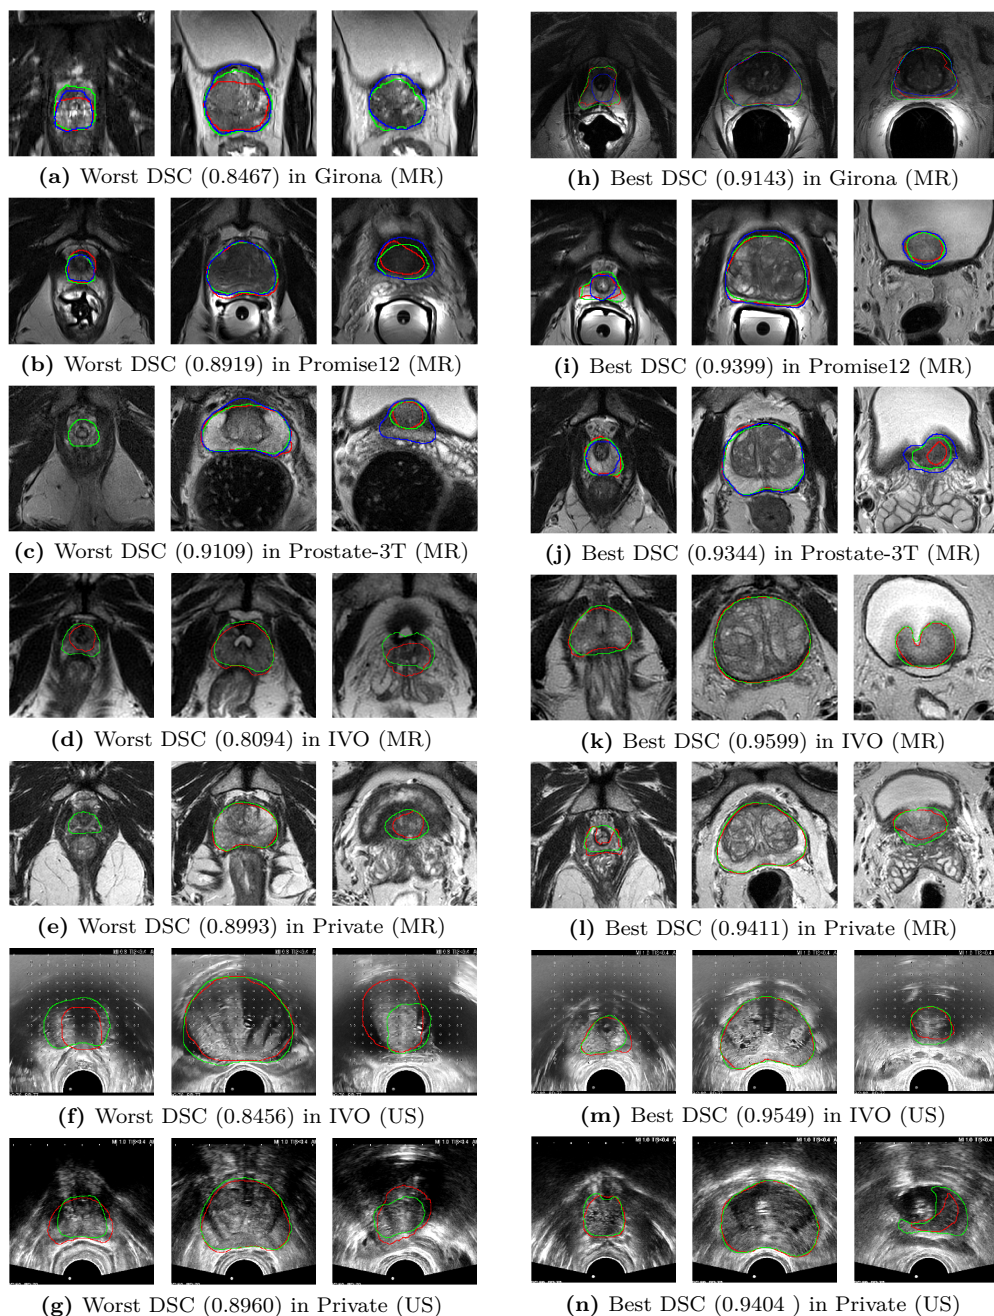 (a) Worst DSC (0.8467) in Girona (MR)
(h) Best DSC (0.9143) in Girona (MR)
(b) Worst DSC (0.8919) in Promise12 (MR)
(i) Best DSC (0.9399) in Promise12 (MR)
(c) Worst DSC (0.9109) in Prostate-3T (MR)
(j) Best DSC (0.9344) in Prostate-3T (MR)
(d) Worst DSC (0.8094) in IVO (MR)
(k) Best DSC (0.9599) in IVO (MR)
(e) Worst DSC (0.8993) in Private (MR)
(l) Best DSC (0.9411) in Private (MR)
(f) Worst DSC (0.8456) in IVO (US)
(m) Best DSC (0.9549) in IVO (US)
(g) Worst DSC (0.8960) in Private (US)
(n) Best DSC (0.9404 ) in Private (US)